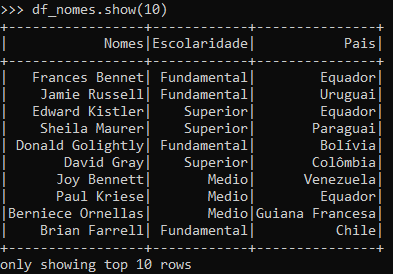 >>> df_nomes.show(10)
+-----------------+------------+---------------+
|            Nomes|Escolaridade|           Pais|
+-----------------+------------+---------------+
|   Frances Bennet| Fundamental|        Equador|
|    Jamie Russell| Fundamental|        Uruguai|
|   Edward Kistler|    Superior|        Equador|
|    Sheila Maurer|    Superior|       Paraguai|
| Donald Golightly| Fundamental|        Bolívia|
|       David Gray|    Superior|       Colômbia|
|      Joy Bennett|       Medio|      Venezuela|
|      Paul Kriese|       Medio|        Equador|
|Berniece Ornellas|       Medio|Guiana Francesa|
|    Brian Farrell| Fundamental|          Chile|
+-----------------+------------+---------------+
only showing top 10 rows